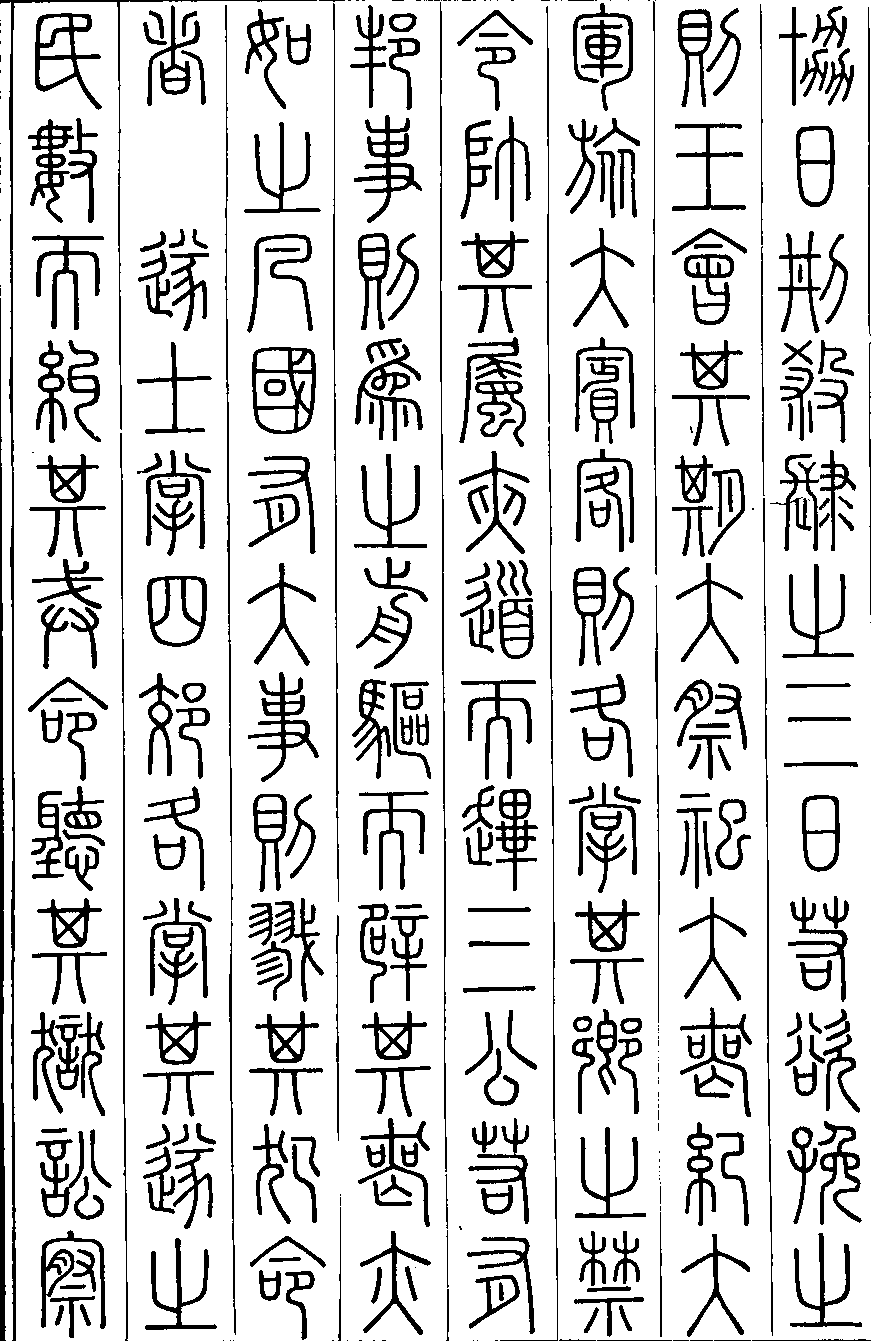 協日刑殺肆之三日若欲免之
則王會其期大祭祀大喪紀大
軍旅大賓客則各掌其鄉之禁
令帥其屬夾道而蹕三公若有
邦事則為之前驅而辟其喪亦
如之凡國有大事則戮其犯命
者　遂士掌四郊各掌其遂之
民數而糾其戒命聽其獄訟察